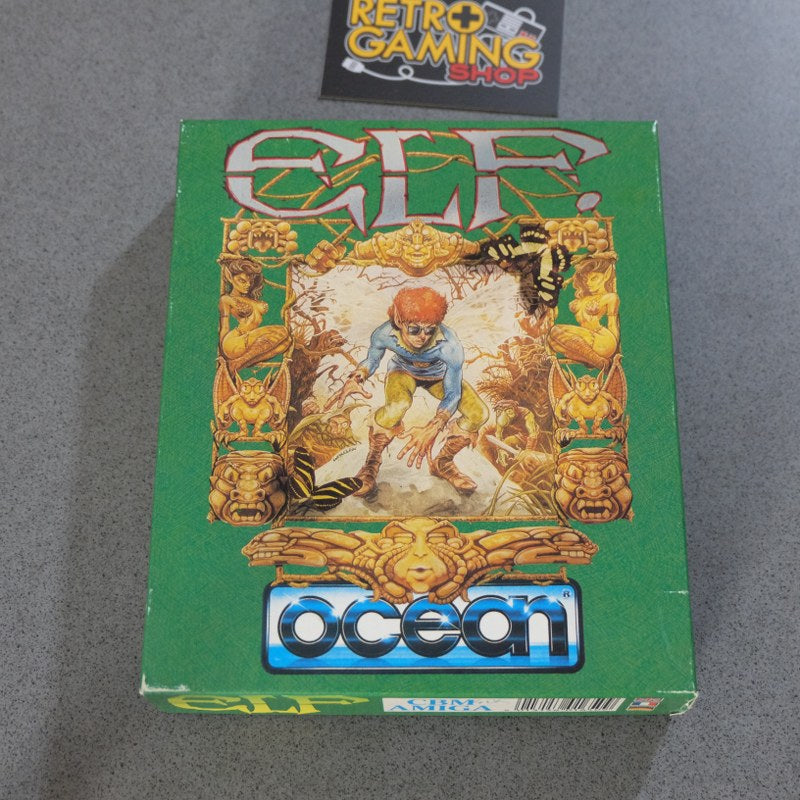 RETRO
GAMING
SHOP
ELF.
ocean®
ELF
CBM
AMIGA